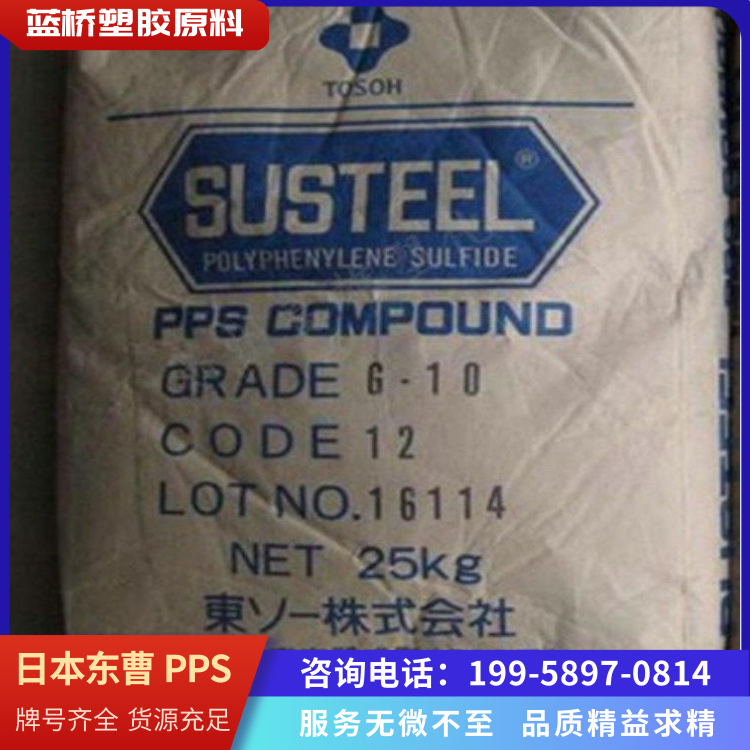 蓝桥塑胶原料
TOSOH
SUSTEEL®
POLYPHENYLENE SULFIDE
PPS COMPOUND
GRADE G-10
CODE 12
LOT NO. 16114
NET 25kg
東ソー株式会社
日本东曹 PPS
牌号齐全 货源充足
咨询电话：199-5897-0814
服务无微不至 品质精益求精